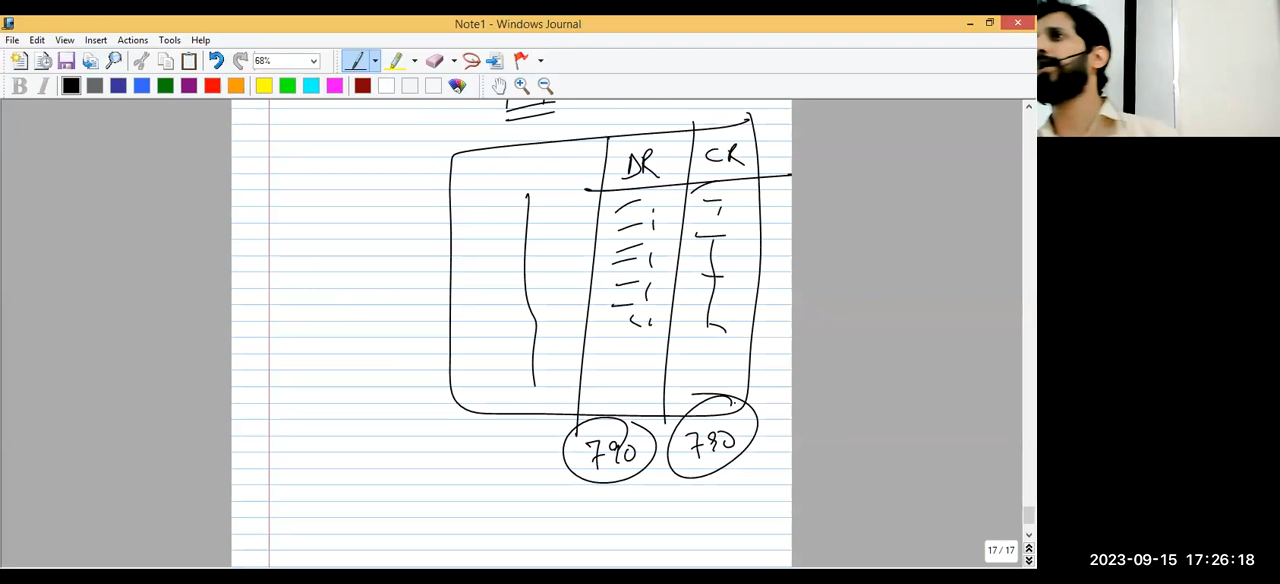 Note1 - Windows Journal
File Edit View Insert Actions Tools Help
68%
B I
DR CR
790 790
17 / 17
2023-09-15 17:26:18